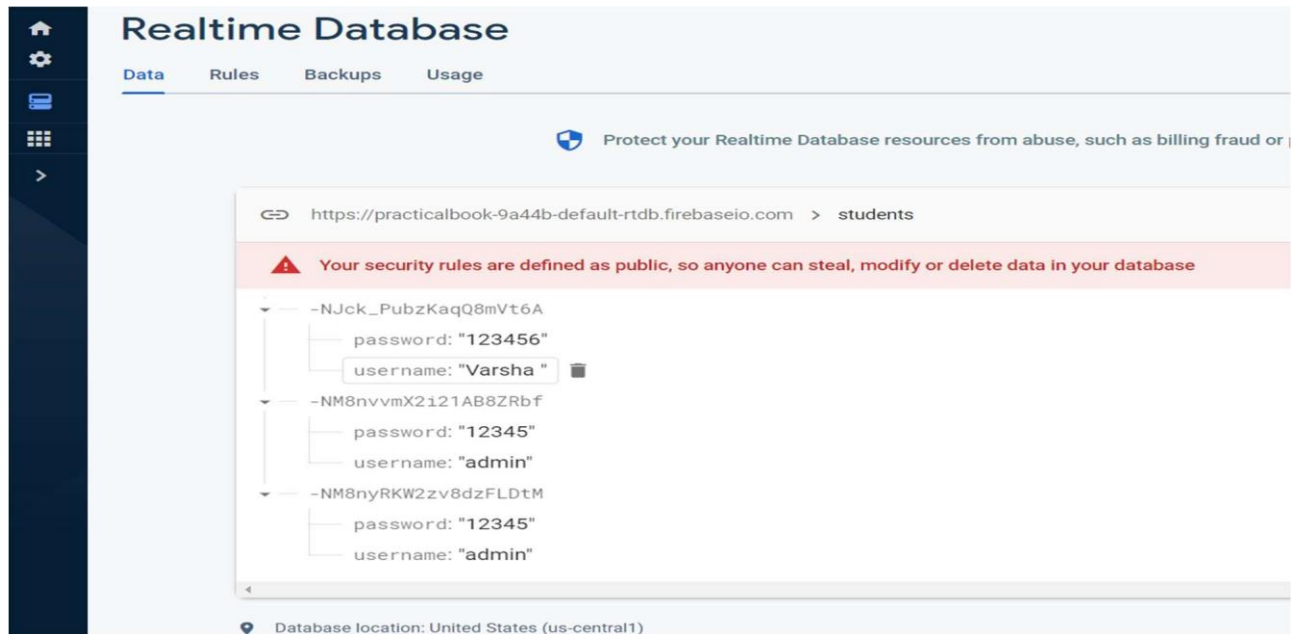 Realtime Database
Data Rules Backups Usage
Protect your Realtime Database resources from abuse, such as billing fraud or
https://practicalbook-9a44b-default-rtdb.firebaseio.com > students
Your security rules are defined as public, so anyone can steal, modify or delete data in your database
-NJck_PubzKaqQ8mVt6A
password: "123456"
username: "Varsha "
-NM8nvvmX2i21AB8ZRbf
password: "12345"
username: "admin"
-NM8nyRKW2zv8dzFLDtM
password: "12345"
username: "admin"
Database location: United States (us-central1)